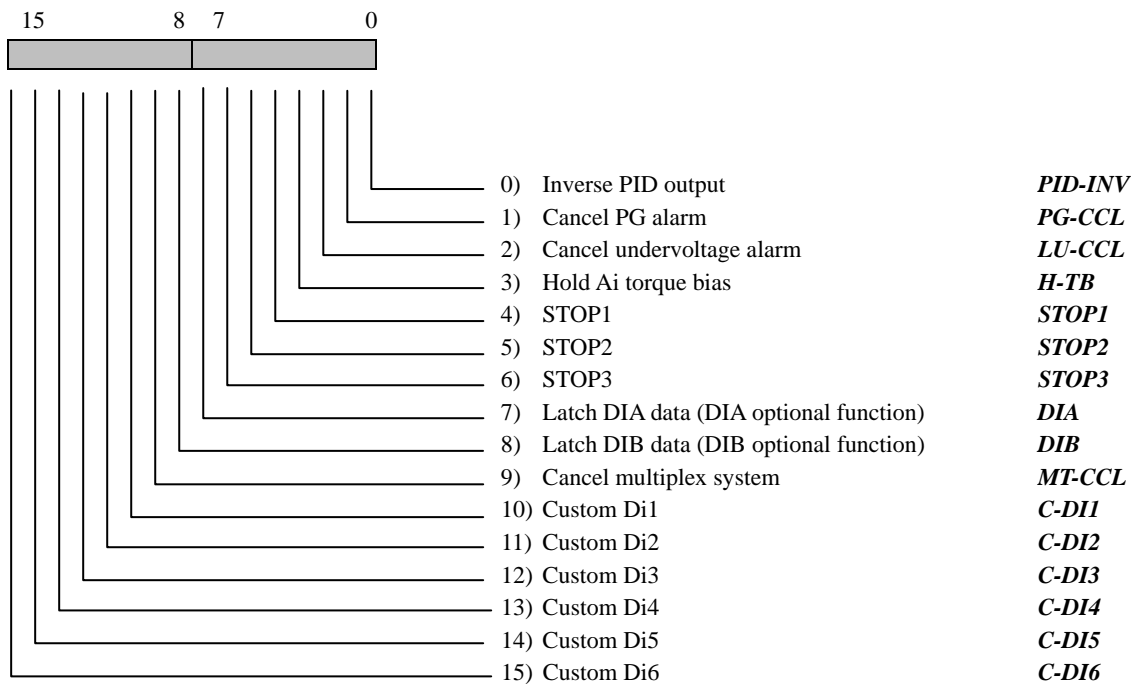 15 8 7 0
0) Inverse PID output PID-INV
1) Cancel PG alarm PG-CCL
2) Cancel undervoltage alarm LU-CCL
3) Hold Ai torque bias H-TB
4) STOP1 STOP1
5) STOP2 STOP2
6) STOP3 STOP3
7) Latch DIA data (DIA optional function) DIA
8) Latch DIB data (DIB optional function) DIB
9) Cancel multiplex system MT-CCL
10) Custom Di1 C-DI1
11) Custom Di2 C-DI2
12) Custom Di3 C-DI3
13) Custom Di4 C-DI4
14) Custom Di5 C-DI5
15) Custom Di6 C-DI6